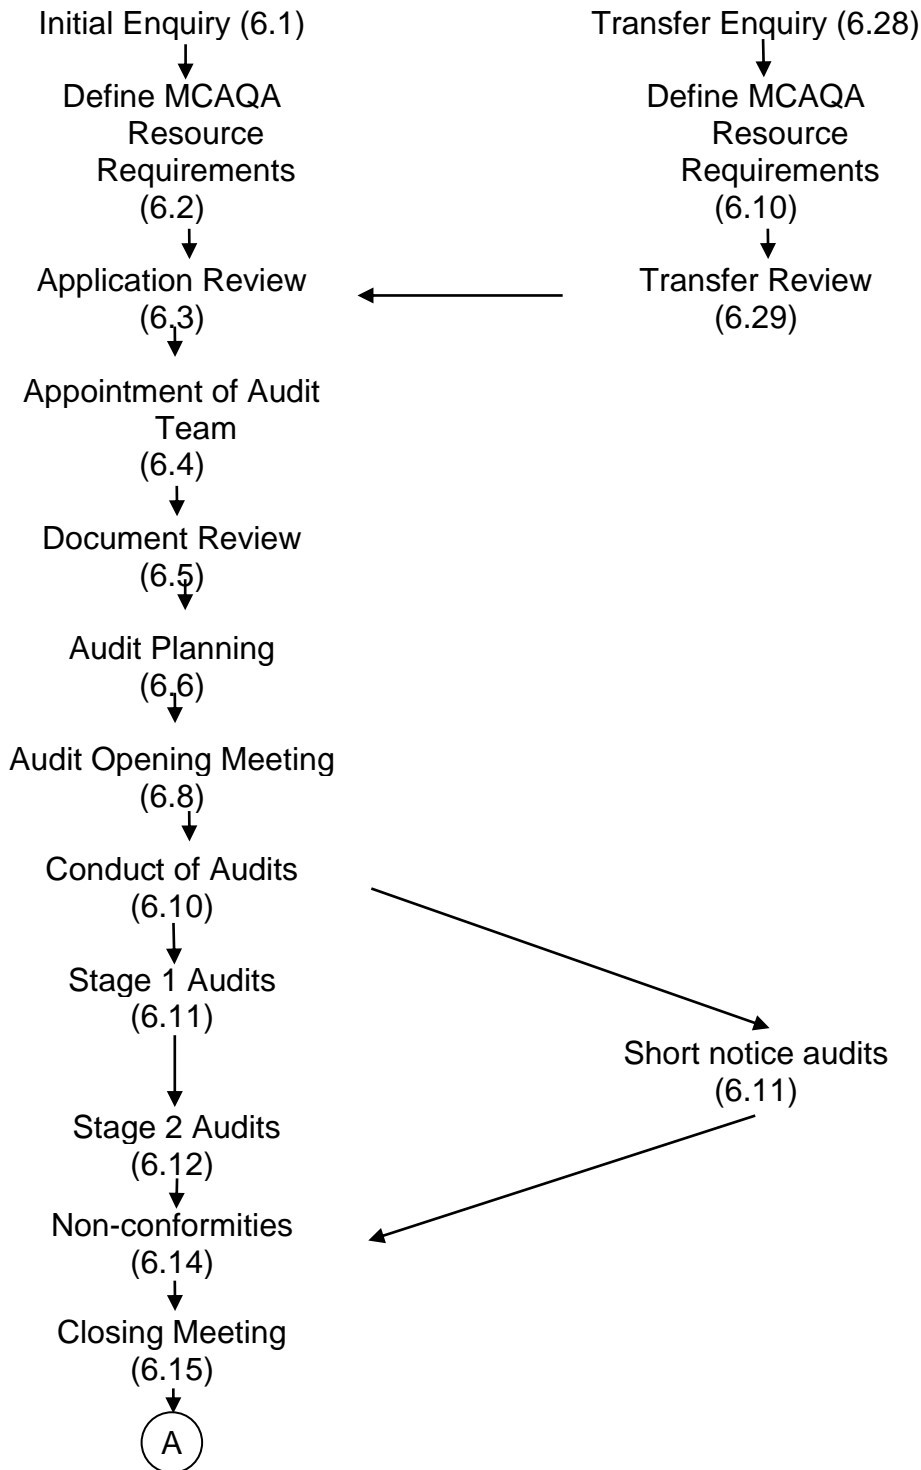 Initial Enquiry (6.1)
Transfer Enquiry (6.28)
Define MCAQA
Resource
Requirements
(6.2)
Define MCAQA
Resource
Requirements
(6.10)
Application Review
(6.3)
Transfer Review
(6.29)
Appointment of Audit
Team
(6.4)
Document Review
(6.5)
Audit Planning
(6.6)
Audit Opening Meeting
(6.8)
Conduct of Audits
(6.10)
Stage 1 Audits
(6.11)
Short notice audits
(6.11)
Stage 2 Audits
(6.12)
Non-conformities
(6.14)
Closing Meeting
(6.15)
A